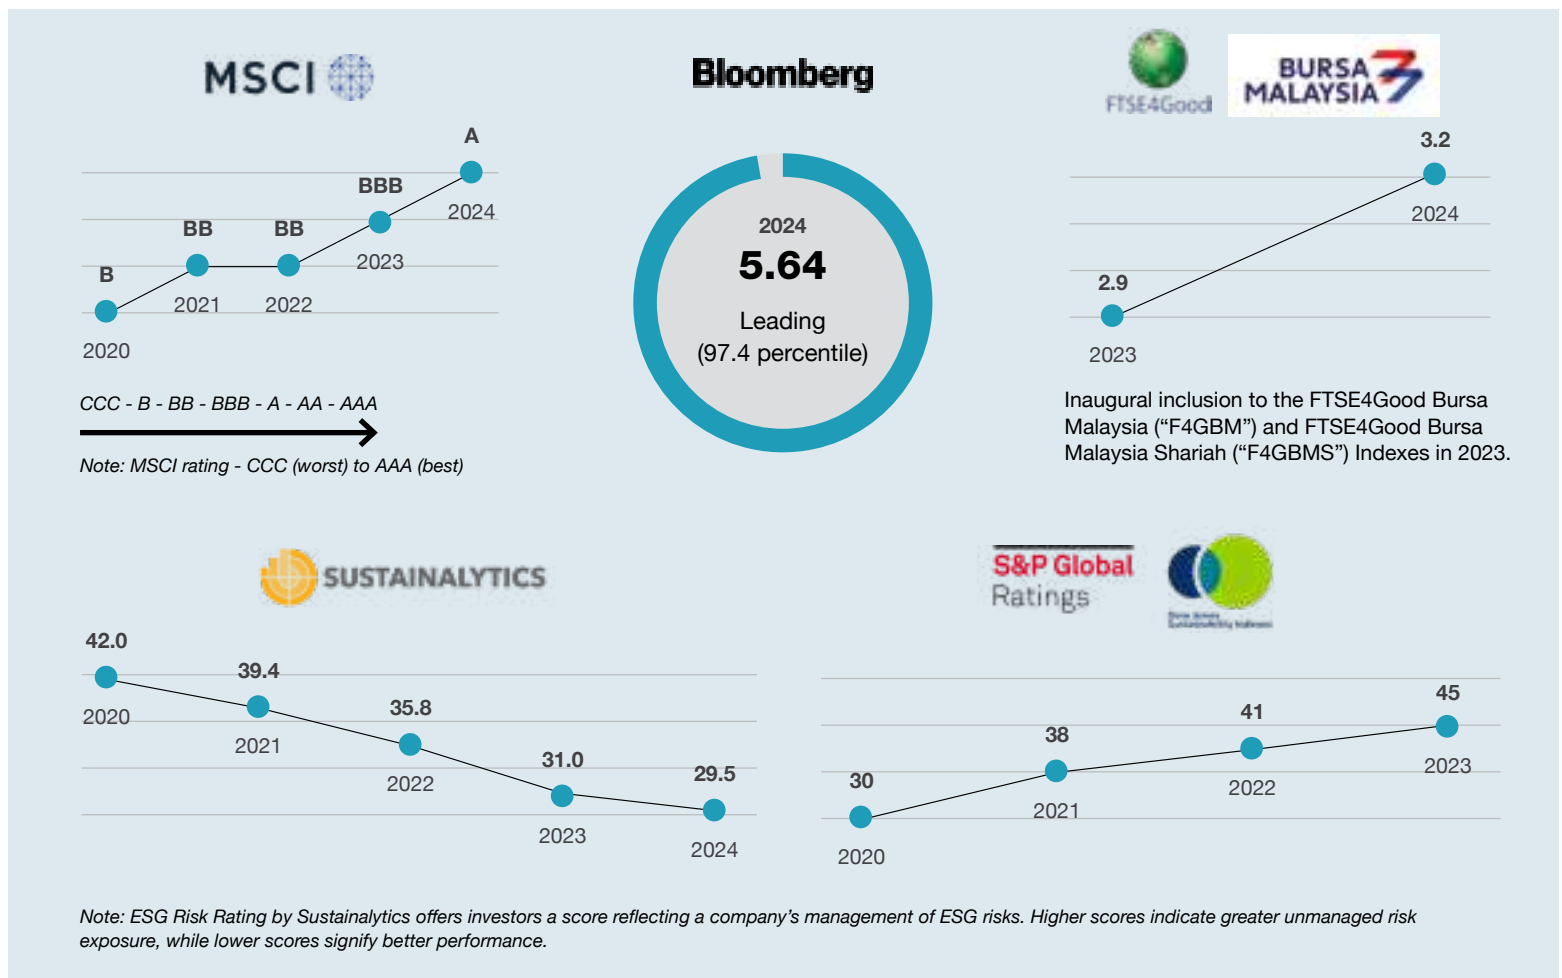 MSCI
A
BBB
BB
BB
B
2024
2023
2021
2022
2020
CCC - B - BB - BBB - A - AA - AAA
Note: MSCI rating - CCC (worst) to AAA (best)
Bloomberg
2024
5.64
Leading
(97.4 percentile)
FTSE4Good
BURSA
MALAYSIA
3.2
2024
2.9
2023
Inaugural inclusion to the FTSE4Good Bursa
Malaysia (“F4GBM”) and FTSE4Good Bursa
Malaysia Shariah (“F4GBMS”) Indexes in 2023.
SUSTAINALYTICS
42.0
39.4
35.8
31.0
29.5
2020
2021
2022
2023
2024
S&P Global
Ratings
Dow Jones
Sustainability Indexes
30
38
41
45
2020
2021
2022
2023
Note: ESG Risk Rating by Sustainalytics offers investors a score reflecting a company’s management of ESG risks. Higher scores indicate greater unmanaged risk
exposure, while lower scores signify better performance.